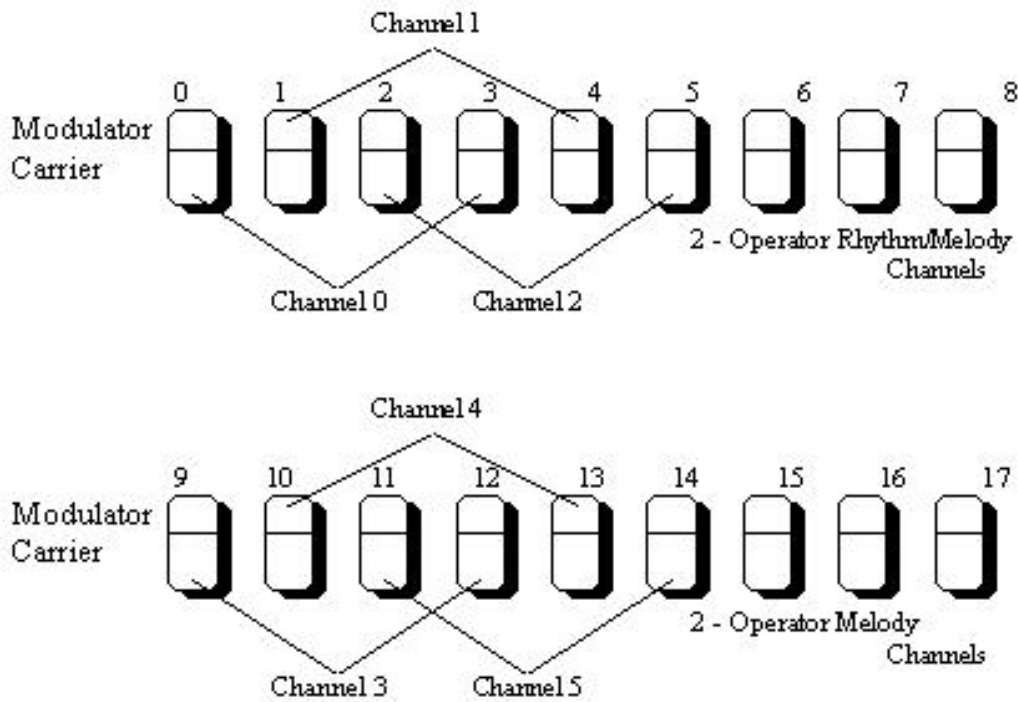 Channel 1
0 1 2 3 4 5 6 7 8
Modulator
Carrier
2 - Operator Rhythm/Melody
Channels
Channel 0 Channel 2
Channel 4
9 10 11 12 13 14 15 16 17
Modulator
Carrier
2 - Operator Melody
Channels
Channel 3 Channel 5